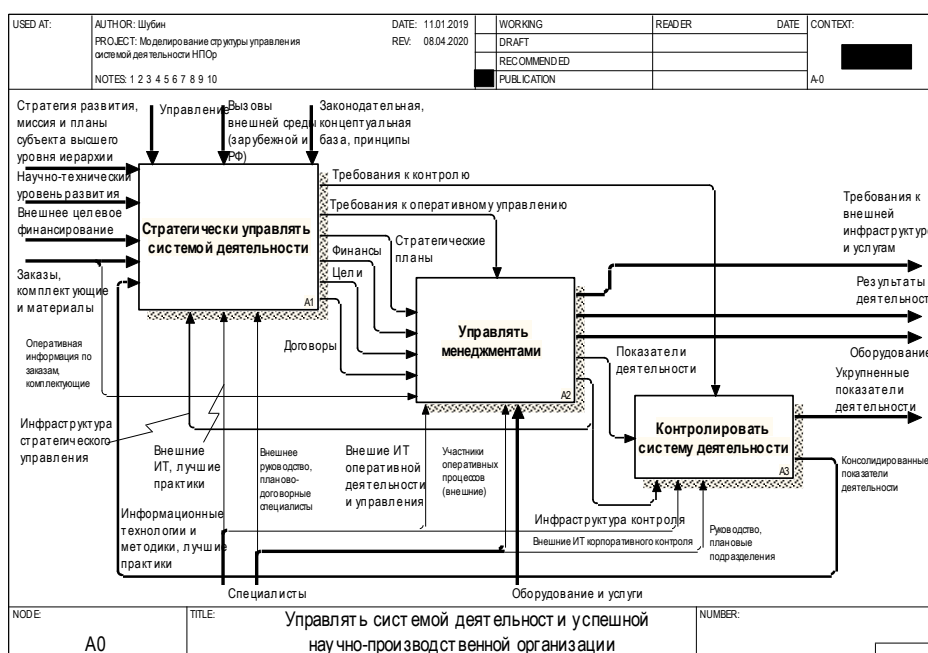 USED AT:
AUTHOR: Шубин
DATE: 11.01.2019
PROJECT: Моделирование структуры управления
системой деятельности НПОр
REV: 08.04.2020
NOTES: 1 2 3 4 5 6 7 8 9 10
WORKING
DRAFT
RECOMMENDED
PUBLICATION
READER
DATE
CONTEXT:
A-0
Стратегия развития,
миссия и планы
субъекта высшего
уровня иерархии
Управление
Вызовы
внешней среды
(зарубежной и
РФ)
Законодательная,
концептуальная
база, принципы
Научно-технический
уровень развития
Внешнее целевое
финансирование
Заказы,
комплектующие
и материалы
Стратегически управлять
системой деятельности
A1
Требования к контролю
Требования к оперативному управлению
Стратегические
планы
Финансы
Цели
Договоры
Управлять
менеджментами
A2
Требования к
внешней
инфраструктуре
и услугам
Результаты
деятельност
Оборудование
Укрупненные
показатели
деятельности
Показатели
деятельности
Контролировать
систему деятельности
A3
Консолидированные
показатели
деятельности
Оперативная
информация по
заказам,
комплектующие
Инфраструктура
стратегического
управления
Внешние
ИТ, лучшие
практики
Внешнее
руководство,
планово-
договорные
специалисты
Внешие ИТ
оперативной
деятельности
и управления
Участники
оперативных
процессов
(внешние)
Информационные
технологии и
методики, лучшие
практики
Инфраструктура контроля
Внешние ИТ корпоративного контроля
Руководство,
плановые
подразделения
Специалисты
Оборудование и услуги
NODE:
A0
TITLE:
Управлять системой деятельности успешной
научно-производственной организации
NUMBER: